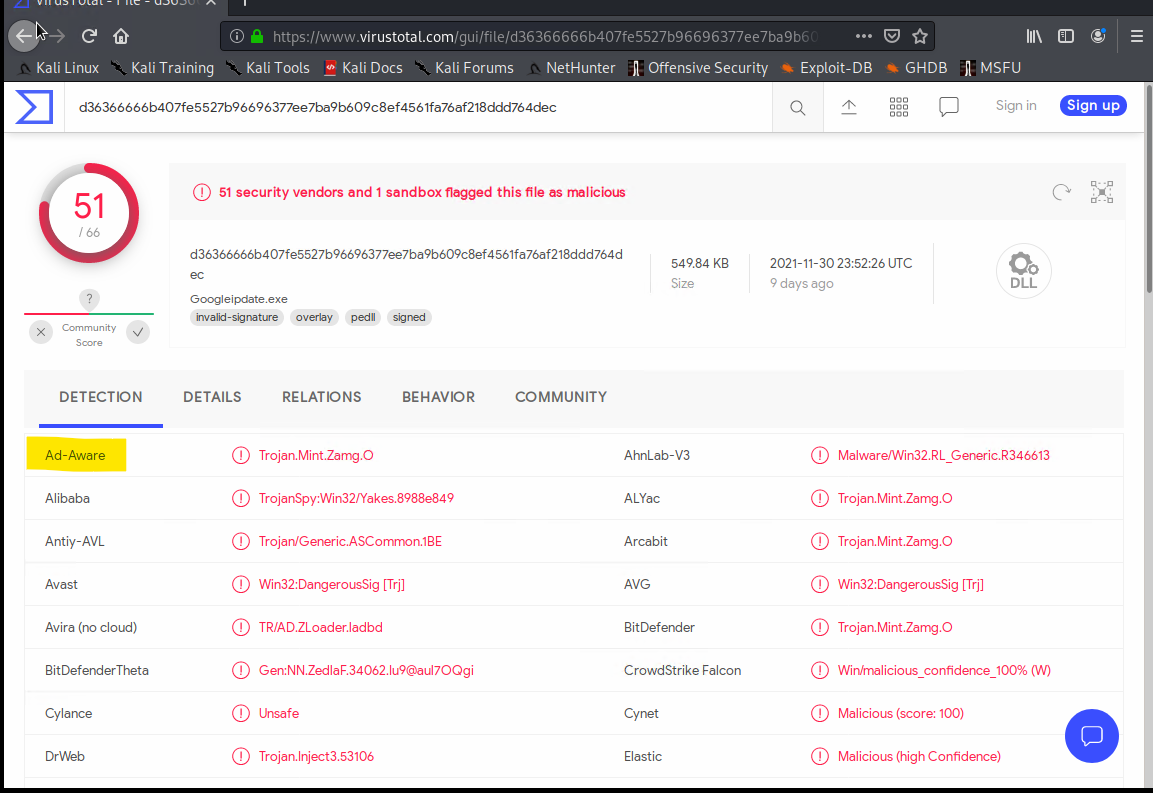 VirusTotal - File - d3636
https://www.virustotal.com/gui/file/d36366666b407fe5527b96696377ee7ba9b60
Kali Linux Kali Training Kali Tools Kali Docs Kali Forums NetHunter Offensive Security Exploit-DB GHDB MSFU
d36366666b407fe5527b96696377ee7ba9b609c8ef4561fa76af218ddd764dec
Sign in
Sign up
51
/ 66
51 security vendors and 1 sandbox flagged this file as malicious
d36366666b407fe5527b96696377ee7ba9b609c8ef4561fa76af218ddd764d
ec
Googleipdate.exe
invalid-signature overlay pedll signed
549.84 KB
Size
2021-11-30 23:52:26 UTC
9 days ago
DLL
?
Community
Score
DETECTION DETAILS RELATIONS BEHAVIOR COMMUNITY
Ad-Aware Trojan.Mint.Zamg.O AhnLab-V3 Malware/Win32.RL_Generic.R346613
Alibaba TrojanSpy:Win32/Yakes.8988e849 ALYac Trojan.Mint.Zamg.O
Antiy-AVL Trojan/Generic.ASCommon.1BE Arcabit Trojan.Mint.Zamg.O
Avast Win32:DangerousSig [Trj] AVG Win32:DangerousSig [Trj]
Avira (no cloud) TR/AD.ZLoader.ladbd BitDefender Trojan.Mint.Zamg.O
BitDefenderTheta Gen:NN.ZedlaF.34062.Iu9@aul7OQgi CrowdStrike Falcon Win/malicious_confidence_100% (W)
Cylance Unsafe Cynet Malicious (score: 100)
DrWeb Trojan.Inject3.53106 Elastic Malicious (high Confidence)